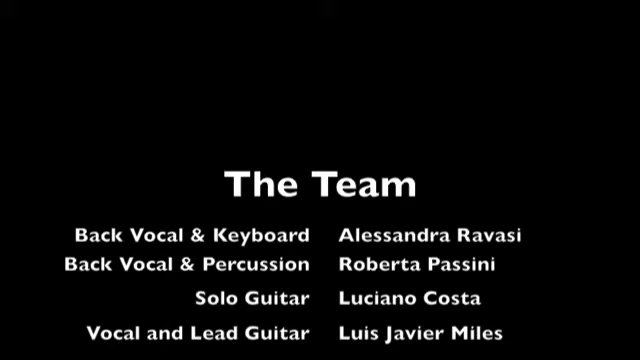 The Team
Back Vocal & Keyboard Alessandra Ravasi
Back Vocal & Percussion Roberta Passini
Solo Guitar Luciano Costa
Vocal and Lead Guitar Luis Javier Miles